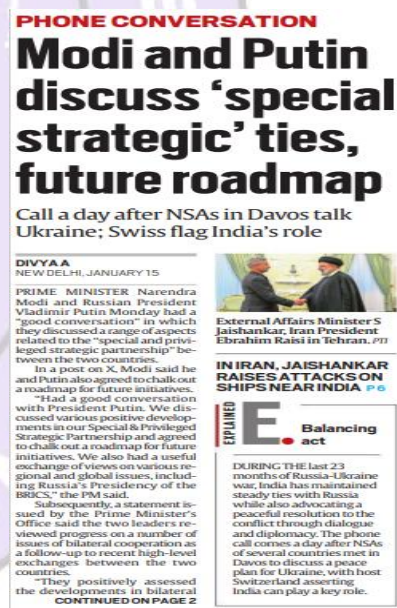 PHONE CONVERSATION
Modi and Putin
discuss ‘special
strategic’ ties,
future roadmap
Call a day after NSAs in Davos talk
Ukraine; Swiss flag India's role
DIVYA A
NEW DELHI, JANUARY 15
PRIME MINISTER Narendra
Modi and Russian President
Vladimir Putin Monday had a
"good conversation" in which
they discussed a range of aspects
related to the "special and privi-
leged strategic partnership" be-
tween the two countries.
In a post on X, Modi said he
and Putin also agreed to chalk out
a roadmap for future initiatives.
"Had a good conversation
with President Putin. We dis-
cussed various positive develop-
ments in our Special & Privileged
Strategic Partnership and agreed
to chalk out a roadmap for future
initiatives. We also had a useful
exchange of views on various re-
gional and global issues, includ-
ing Russia's Presidency of the
BRICS," the PM said.
Subsequently, a statement is-
sued by the Prime Minister's
Office said the two leaders re-
viewed progress on a number of
issues of bilateral cooperation as
a follow-up to recent high-level
exchanges between the two
countries.
"They positively assessed
the developments in bilateral
CONTINUED ON PAGE 2
External Affairs Minister S
Jaishankar, Iran President
Ebrahim Raisi in Tehran. PTI
IN IRAN, JAISHANKAR
RAISES ATTACKS ON
SHIPS NEAR INDIA P6
EXPLAINED
E.
Balancing
act
DURING THE last 23
months of Russia-Ukraine
war, India has maintained
steady ties with Russia
while also advocating a
peaceful resolution to the
conflict through dialogue
and diplomacy. The phone
call comes a day after NSAs
of several countries met in
Davos to discuss a peace
plan for Ukraine, with host
Switzerland asserting
India can play a key role.